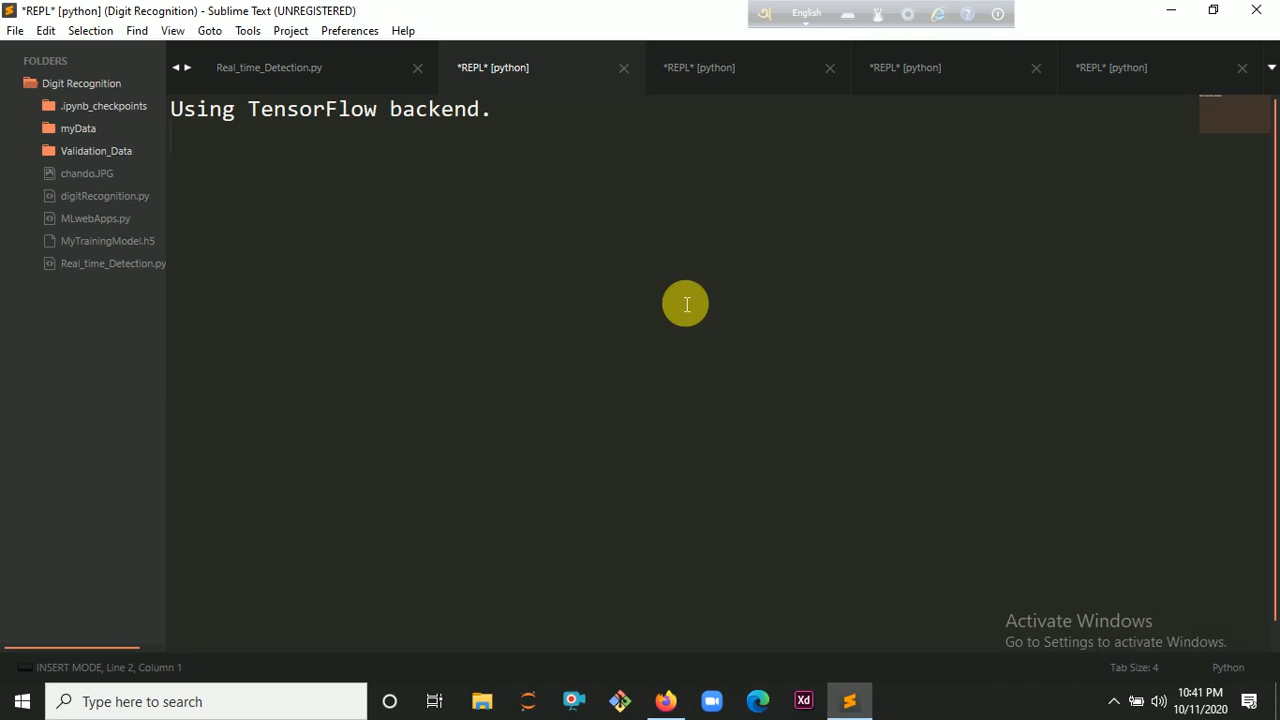 *REPL* [python] (Digit Recognition) - Sublime Text (UNREGISTERED)
English
File Edit Selection Find View Goto Tools Project Preferences Help
FOLDERS
Digit Recognition
.ipynb_checkpoints
myData
Validation_Data
chando.JPG
digitRecognition.py
MLwebApps.py
MyTrainingModel.h5
Real_time_Detection.py
Real_time_Detection.py
*REPL* [python]
*REPL* [python]
*REPL* [python]
*REPL* [python]
Using TensorFlow backend.
Activate Windows
Go to Settings to activate Windows.
INSERT MODE, Line 2, Column 1
Tab Size: 4
Python
Type here to search
Xd
10:41 PM
10/11/2020